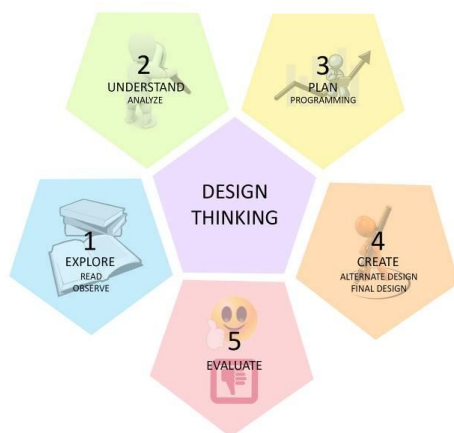 2
UNDERSTAND
ANALYZE
3
PLAN
PROGRAMMING
DESIGN
THINKING
1
EXPLORE
READ
OBSERVE
4
CREATE
ALTERNATE DESIGN
FINAL DESIGN
5
EVALUATE